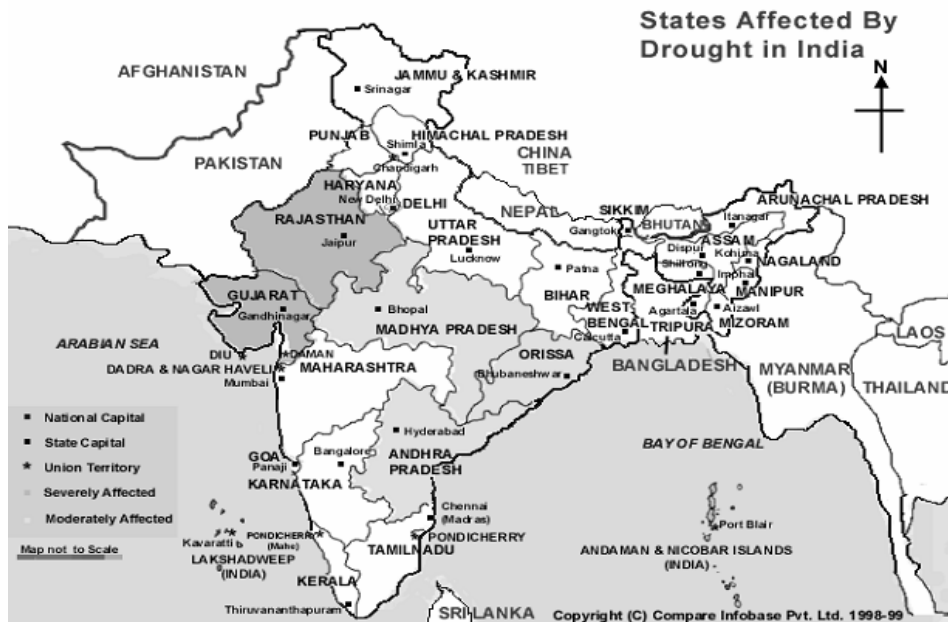 States Affected By
Drought in India
N
AFGHANISTAN
JAMMU & KASHMIR
Srinagar
PUNJAB
HIMACHAL PRADESH
Shimla
Chandigarh
CHINA
TIBET
PAKISTAN
HARYANA
New Delhi
DELHI
ARUNACHAL PRADESH
RAJASTHAN
Jaipur
UTTAR
PRADESH
Lucknow
NEPAL
SIKKIM
Gangtok
BHUTAN
Itanagar
Dispur
ASSAM
Kohima
NAGALAND
Shillong
Imphal
MEGHALAYA
MANIPUR
Patna
BIHAR
GUJARAT
Gandhinagar
Bhopal
MADHYA PRADESH
WEST
BENGAL
Calcutta
Agartala
TRIPURA
Aizawl
MIZORAM
LAOS
ARABIAN SEA
DIU
DAMAN
DADRA & NAGAR HAVELI
Mumbai
MAHARASHTRA
ORISSA
Bhubaneshwar
BANGLADESH
MYANMAR
(BURMA)
THAILAND
National Capital
State Capital
Union Territory
Severely Affected
Moderately Affected
Map not to Scale
Hyderabad
ANDHRA
PRADESH
BAY OF BENGAL
GOA
Panaji
Bangalore
KARNATAKA
Chennai
(Madras)
Kavaratti
LAKSHADWEEP
(INDIA)
PONDICHERRY
(Mahe)
PONDICHERRY
TAMILNADU
Port Blair
ANDAMAN & NICOBAR ISLANDS
(INDIA)
KERALA
Thiruvananthapuram
SRI LANKA
Copyright (C) Compare Infobase Pvt. Ltd. 1998-99